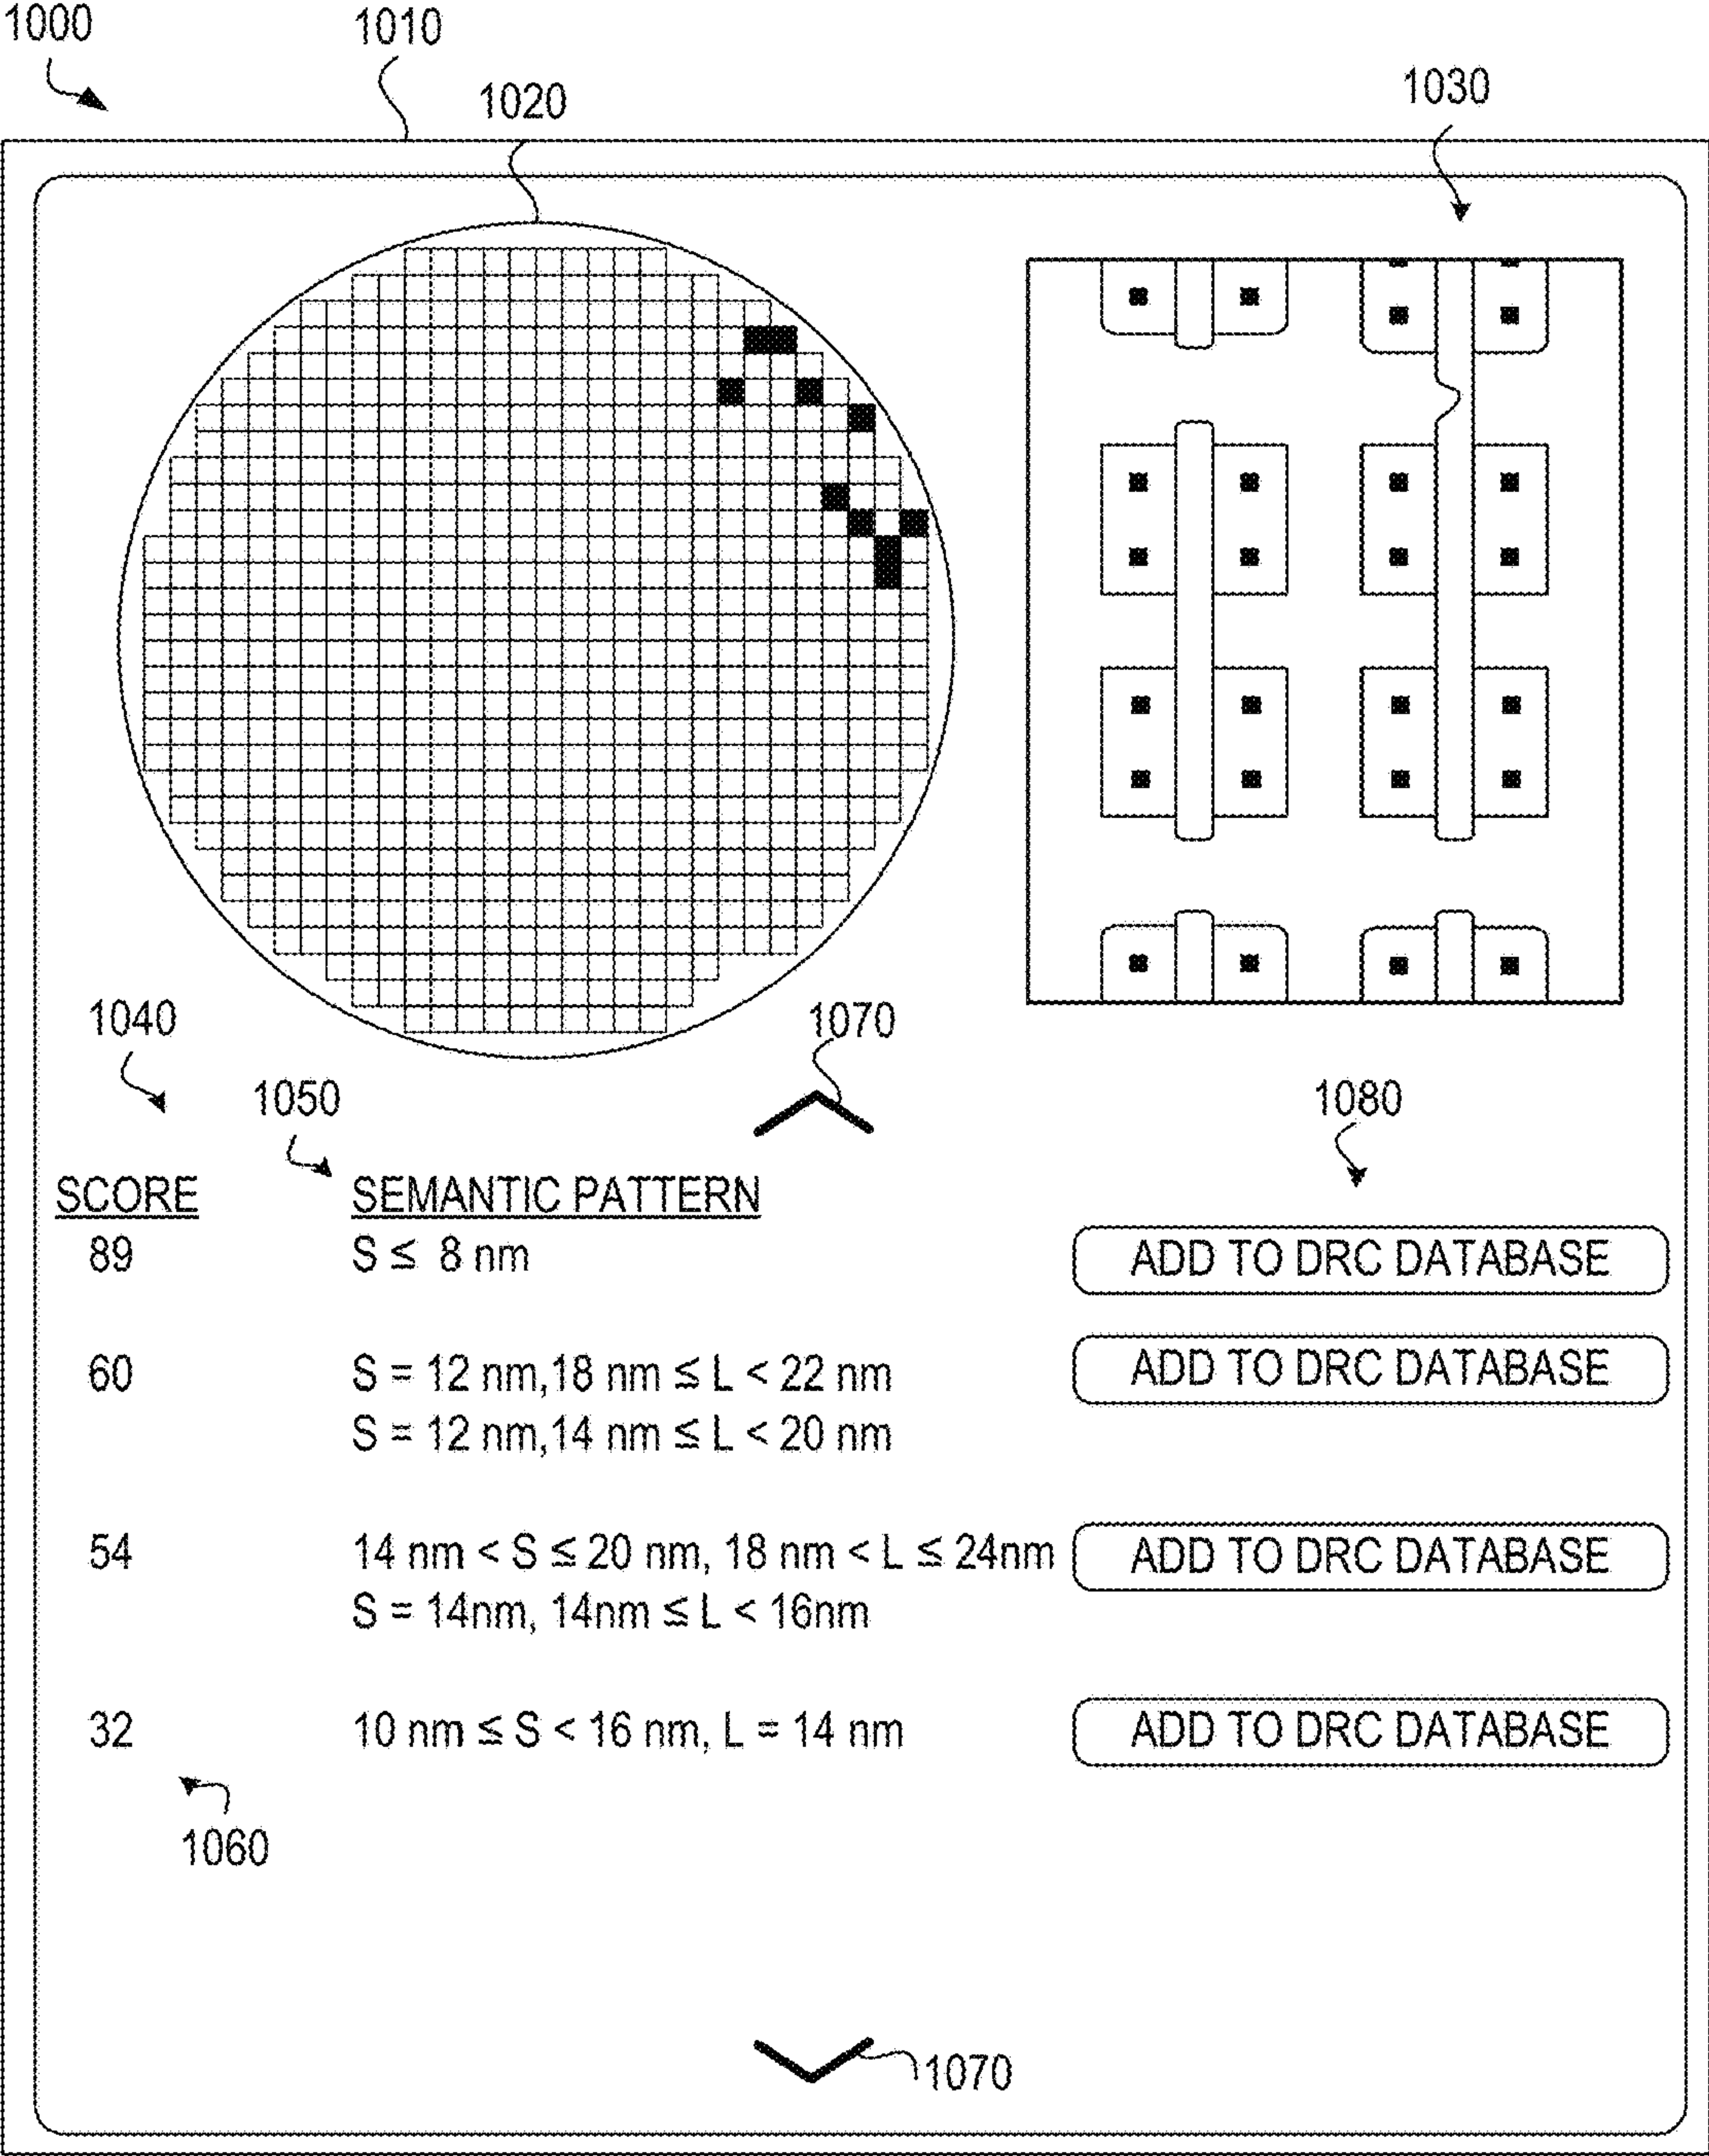 1000
1010
1020
1030
1040
1050
1070
1080
SCORE SEMANTIC PATTERN
89 S ≤ 8 nm ADD TO DRC DATABASE
60 S = 12 nm,18 nm ≤ L < 22 nm ADD TO DRC DATABASE
S = 12 nm,14 nm ≤ L < 20 nm
54 14 nm < S ≤ 20 nm, 18 nm < L ≤ 24nm ADD TO DRC DATABASE
S = 14nm, 14nm ≤ L < 16nm
32 10 nm ≤ S < 16 nm, L = 14 nm ADD TO DRC DATABASE
1060
1070